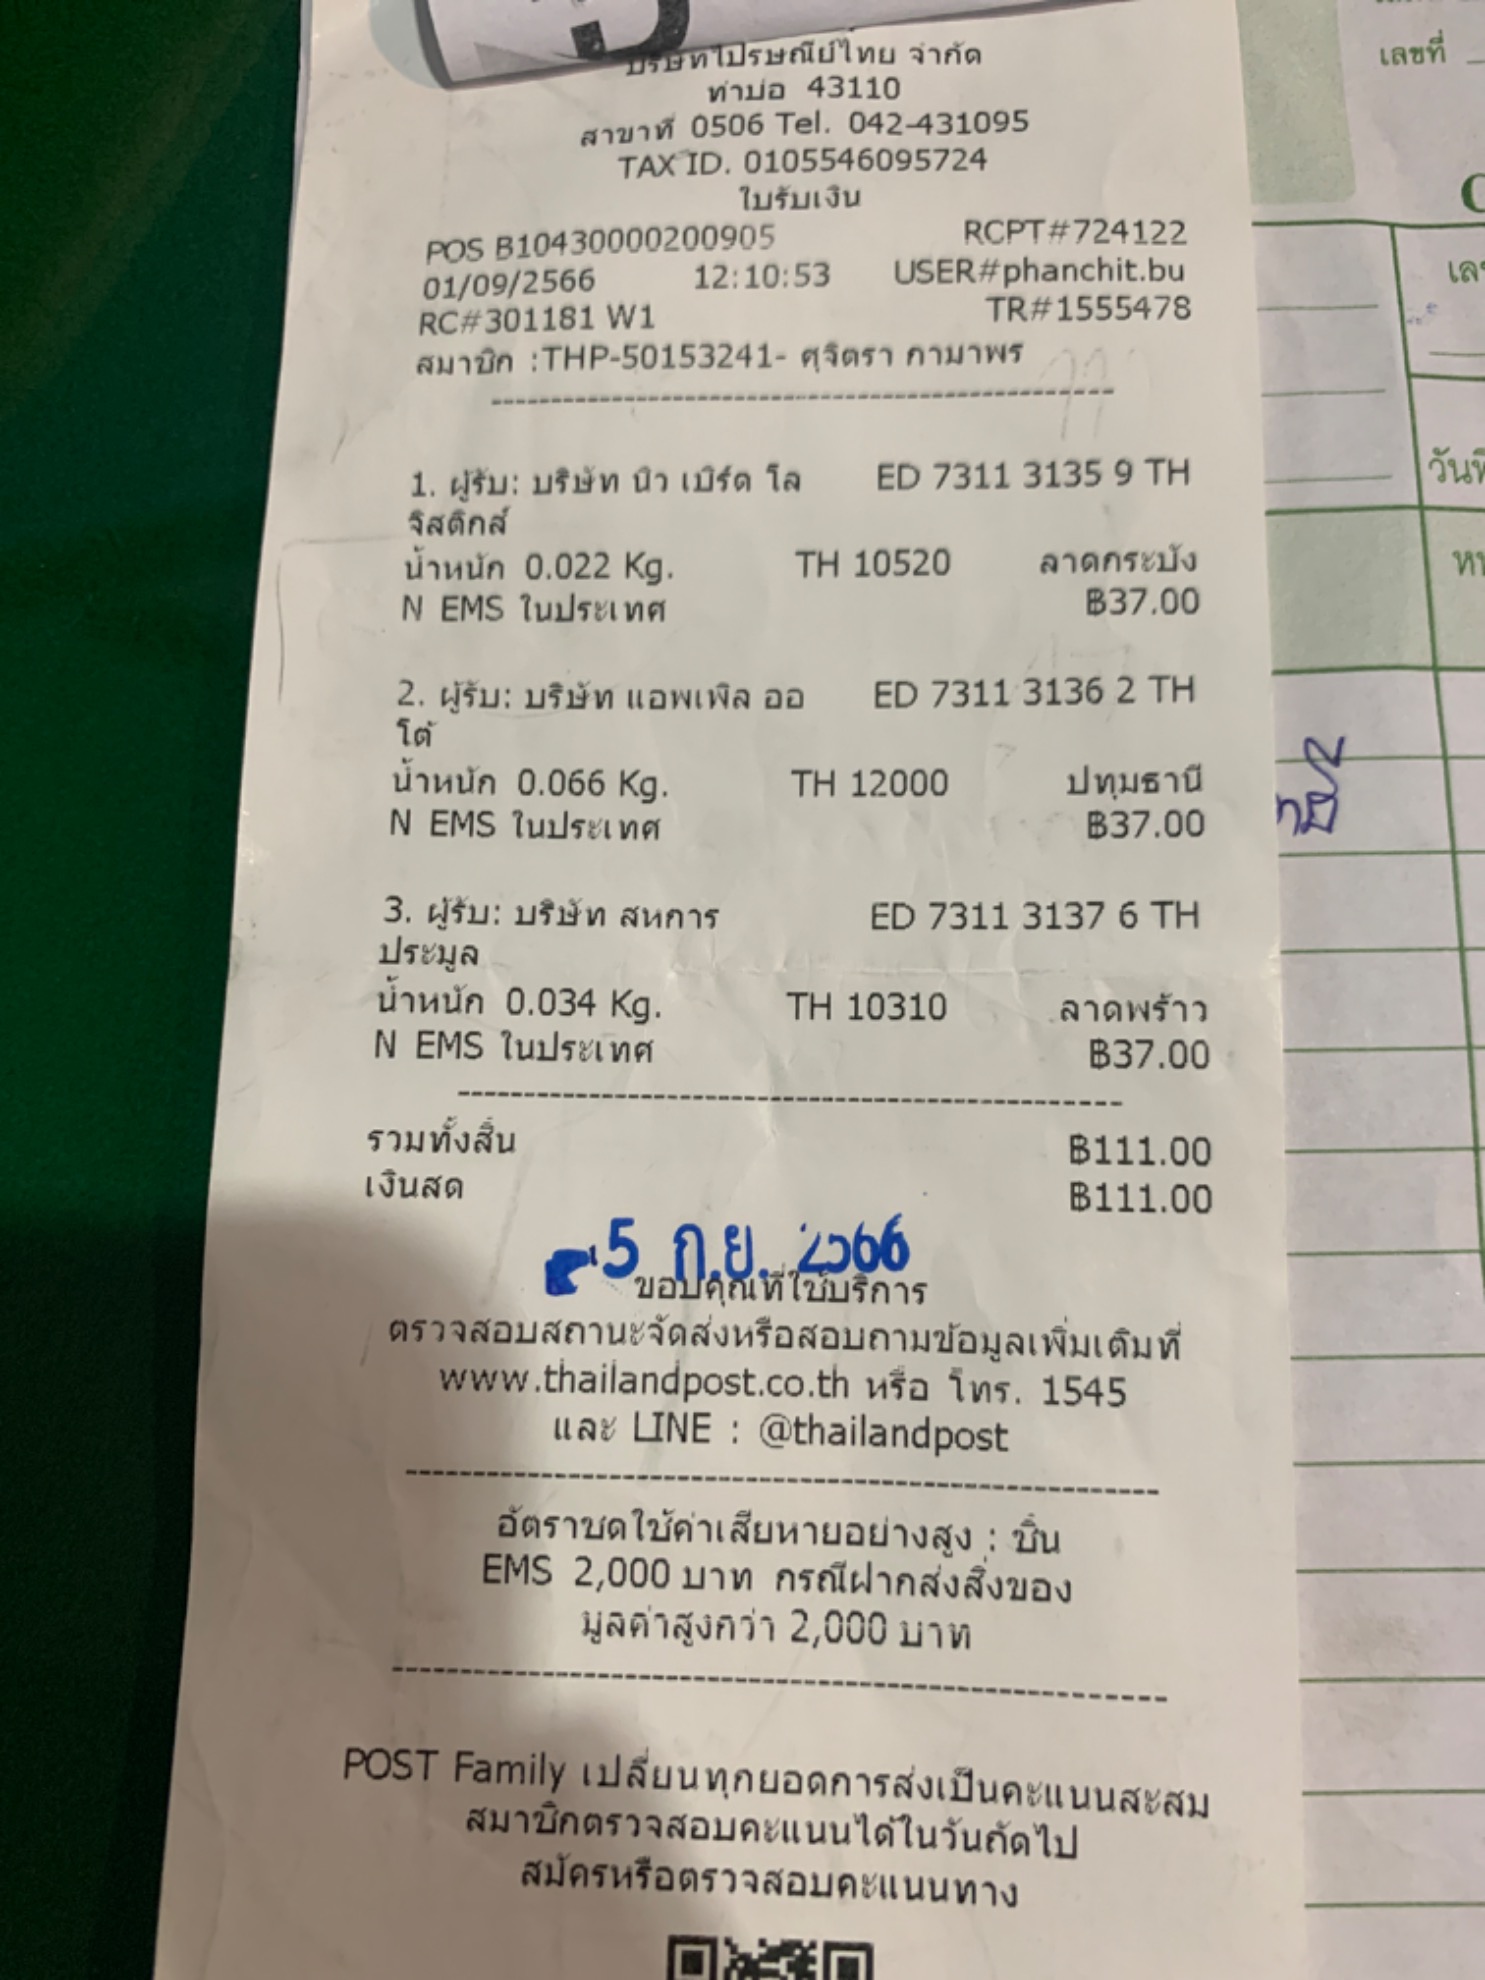 บริษัทไปรษณีย์ไทย จำกัด
ท่าบ่อ 43110
สาขาที่ 0506 Tel. 042-431095
TAX ID. 0105546095724
ใบรับเงิน
POS B10430000200905 RCPT#724122
01/09/2566 12:10:53 USER#phanchit.bu
RC#301181 W1 TR#1555478
สมาชิก :THP-50153241- ศุจิตรา กามาพร
1. ผู้รับ: บริษัท นิว เบิร์ด โล ED 7311 3135 9 TH
จิสติกส์
น้ำหนัก 0.022 Kg. TH 10520 ลาดกระบัง
N EMS ในประเทศ ฿37.00
2. ผู้รับ: บริษัท แอพเพิล ออ ED 7311 3136 2 TH
โต้
น้ำหนัก 0.066 Kg. TH 12000 ปทุมธานี
N EMS ในประเทศ ฿37.00
3. ผู้รับ: บริษัท สหการ ED 7311 3137 6 TH
ประมูล
น้ำหนัก 0.034 Kg. TH 10310 ลาดพร้าว
N EMS ในประเทศ ฿37.00
รวมทั้งสิ้น ฿111.00
เงินสด ฿111.00
5 ก.ย. 2566
ขอบคุณที่ใช้บริการ
ตรวจสอบสถานะจัดส่งหรือสอบถามข้อมูลเพิ่มเติมที่
www.thailandpost.co.th หรือ โทร. 1545
และ LINE : @thailandpost
อัตราชดใช้ค่าเสียหายอย่างสูง : ชิ้น
EMS 2,000 บาท กรณีฝากส่งสิ่งของ
มูลค่าสูงกว่า 2,000 บาท
POST Family เปลี่ยนทุกยอดการส่งเป็นคะแนนสะสม
สมาชิกตรวจสอบคะแนนได้ในวันถัดไป
สมัครหรือตรวจสอบคะแนนทาง
เลขที่